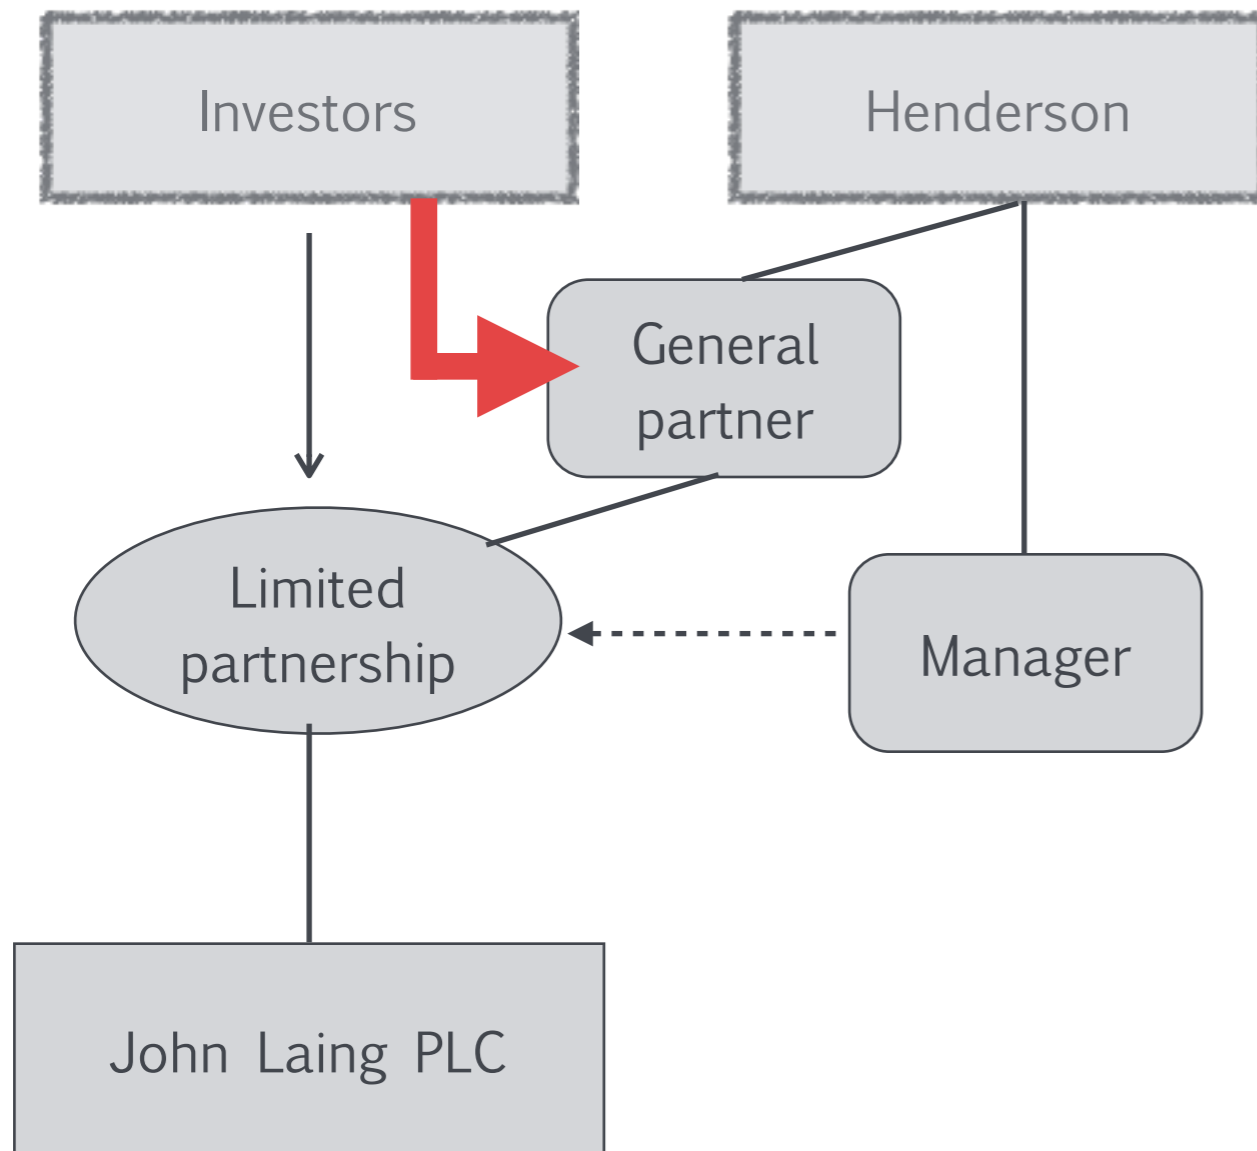 Investors
Henderson
General
partner
Limited
partnership
Manager
John Laing PLC